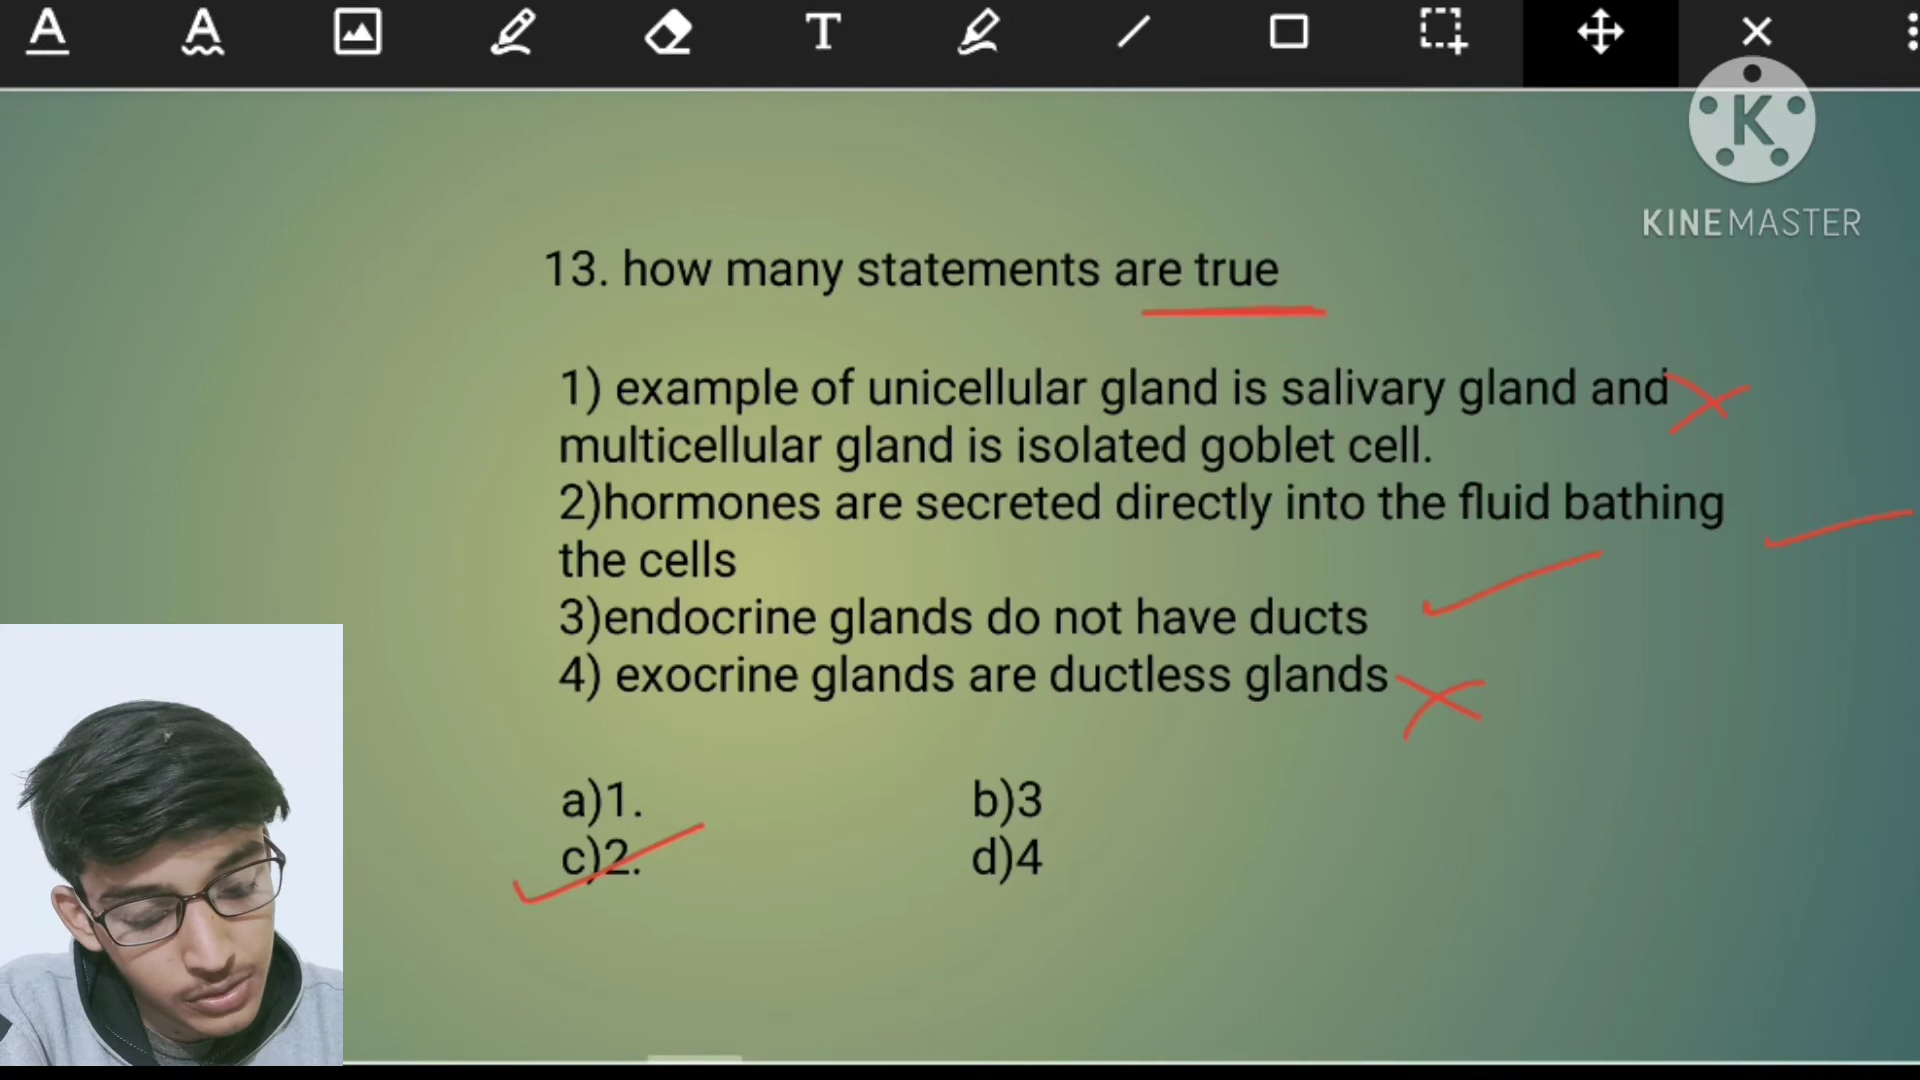 A A T
K
KINEMASTER
13. how many statements are true
1) example of unicellular gland is salivary gland and
multicellular gland is isolated goblet cell.
2)hormones are secreted directly into the fluid bathing
the cells
3)endocrine glands do not have ducts
4) exocrine glands are ductless glands
a)1. b)3
c)2. d)4